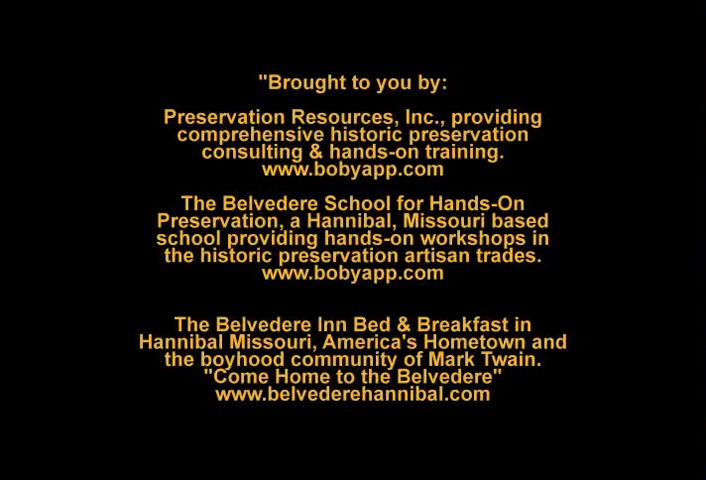 "Brought to you by:
Preservation Resources, Inc., providing
comprehensive historic preservation
consulting & hands-on training.
www.bobyapp.com
The Belvedere School for Hands-On
Preservation, a Hannibal, Missouri based
school providing hands-on workshops in
the historic preservation artisan trades.
www.bobyapp.com
The Belvedere Inn Bed & Breakfast in
Hannibal Missouri, America's Hometown and
the boyhood community of Mark Twain.
"Come Home to the Belvedere"
www.belvederehannibal.com